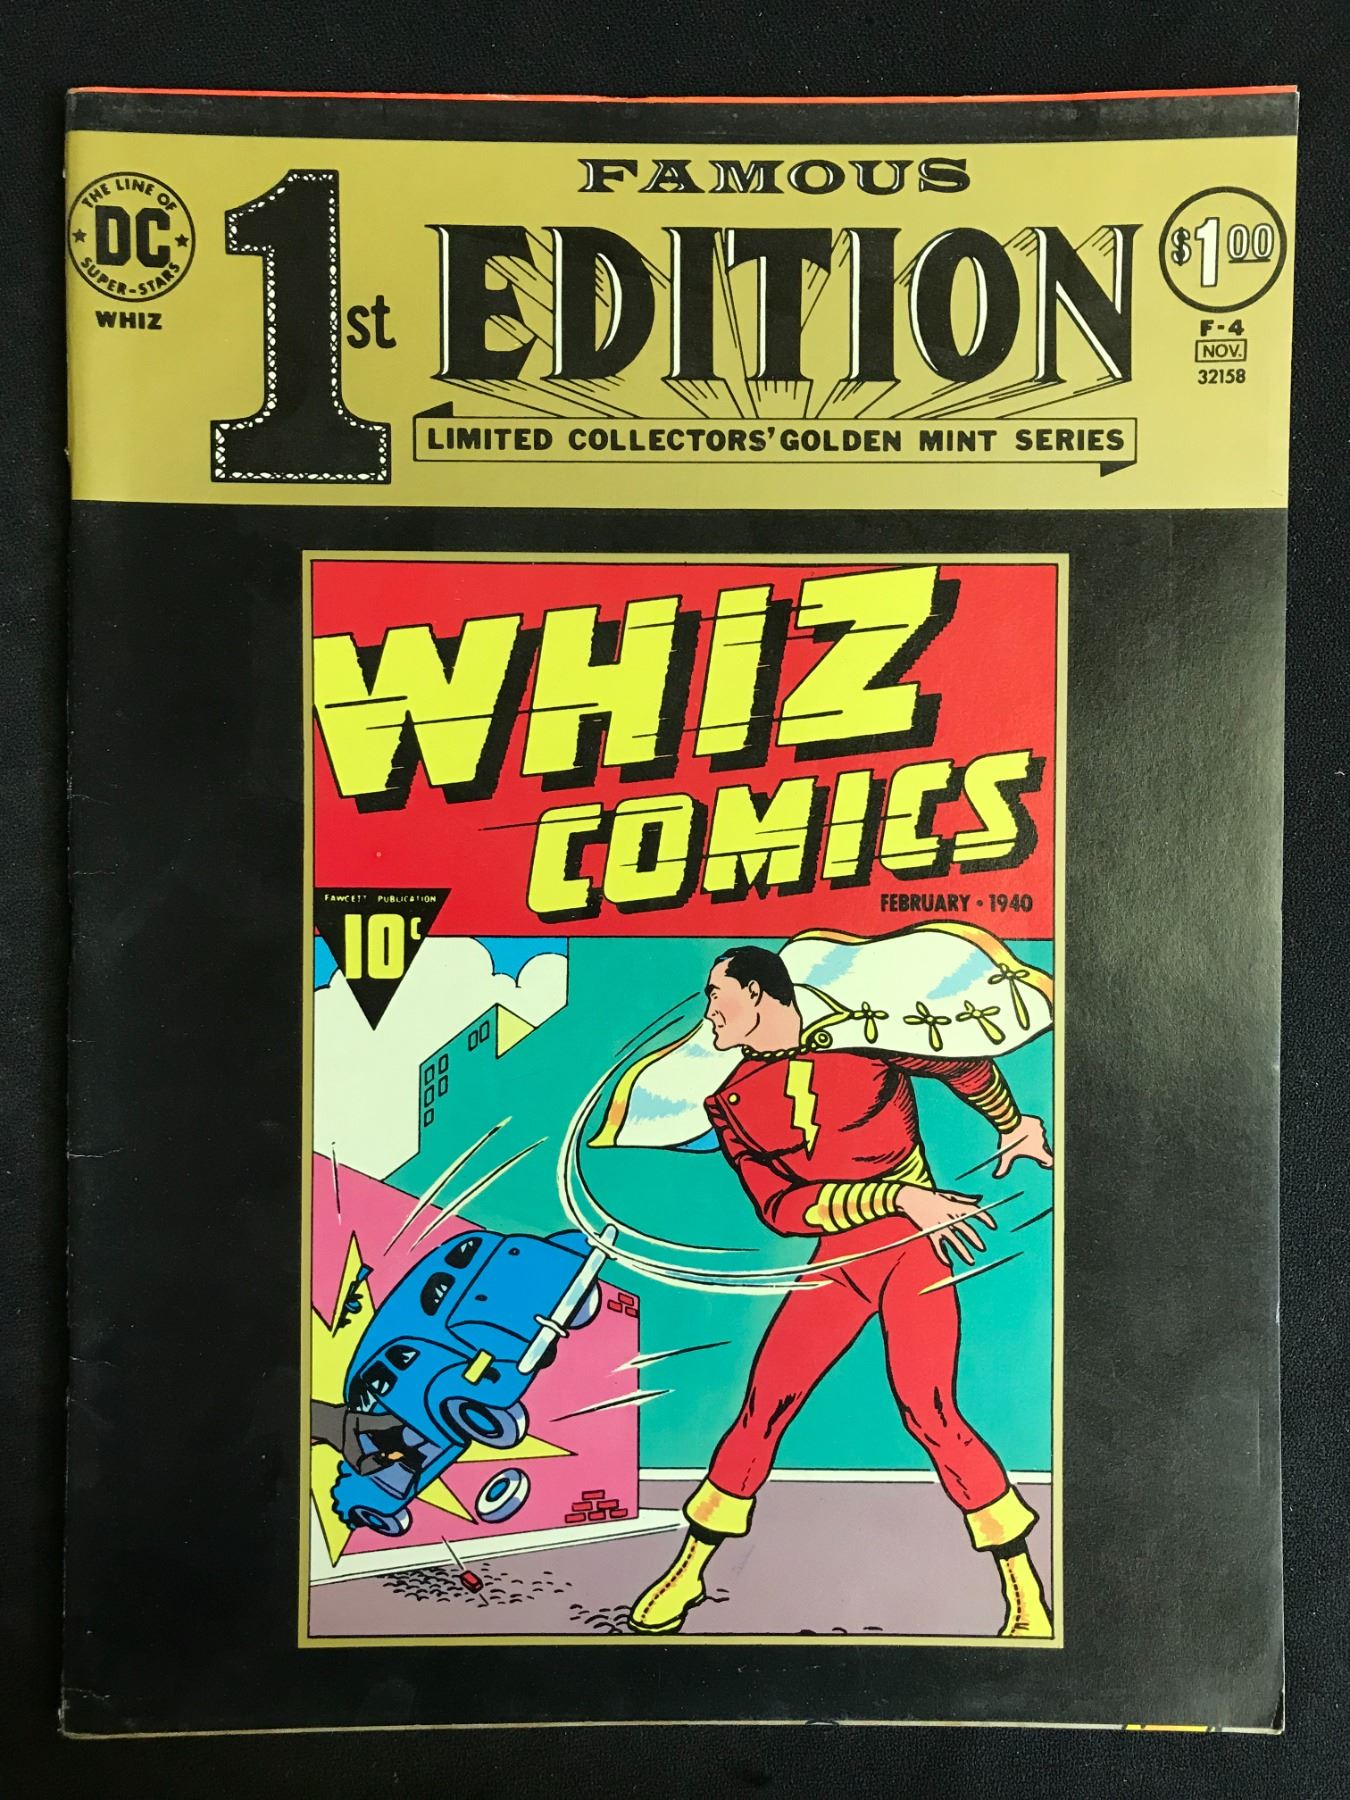 THE LINE OF
DC
SUPER-STARS
WHIZ
1st
FAMOUS
EDITION
LIMITED COLLECTORS' GOLDEN MINT SERIES
$1.00
F-4
NOV.
32158
WHIZ
COMICS
FEBRUARY • 1940
FAWCETT PUBLICATION
10¢